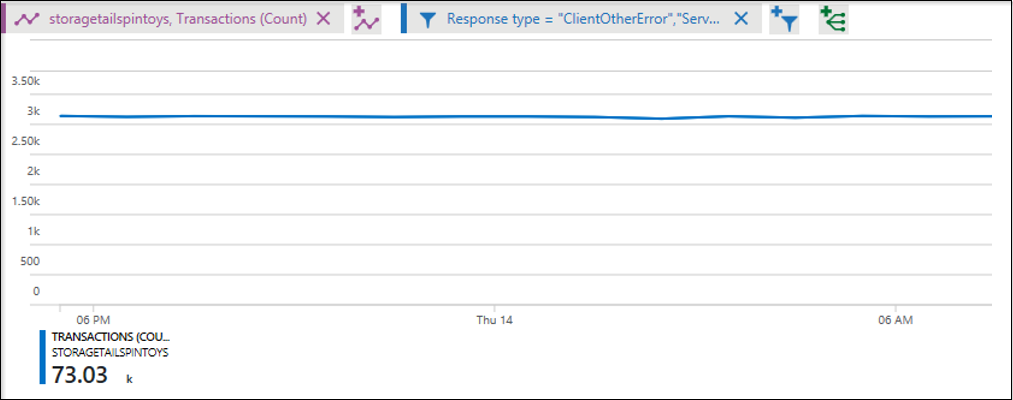 storagetailspintoys, Transactions (Count)
Response type = "ClientOtherError","Serv...
3.50k
3k
2.50k
2k
1.50k
1k
500
0
06 PM
Thu 14
06 AM
TRANSACTIONS (COU...
STORAGETAILSPINTOYS
73.03 k